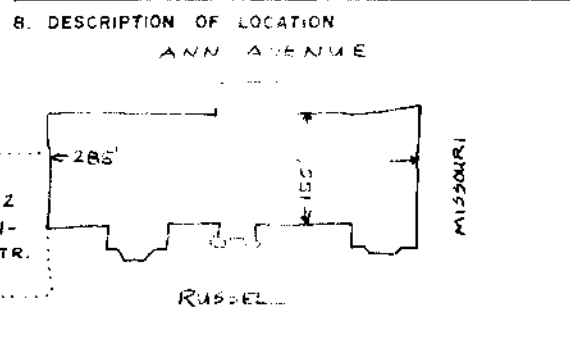 8. DESCRIPTION OF LOCATION
ANN AVENUE
285'
155'
MISSOURI
2
TR.
RUSSEL